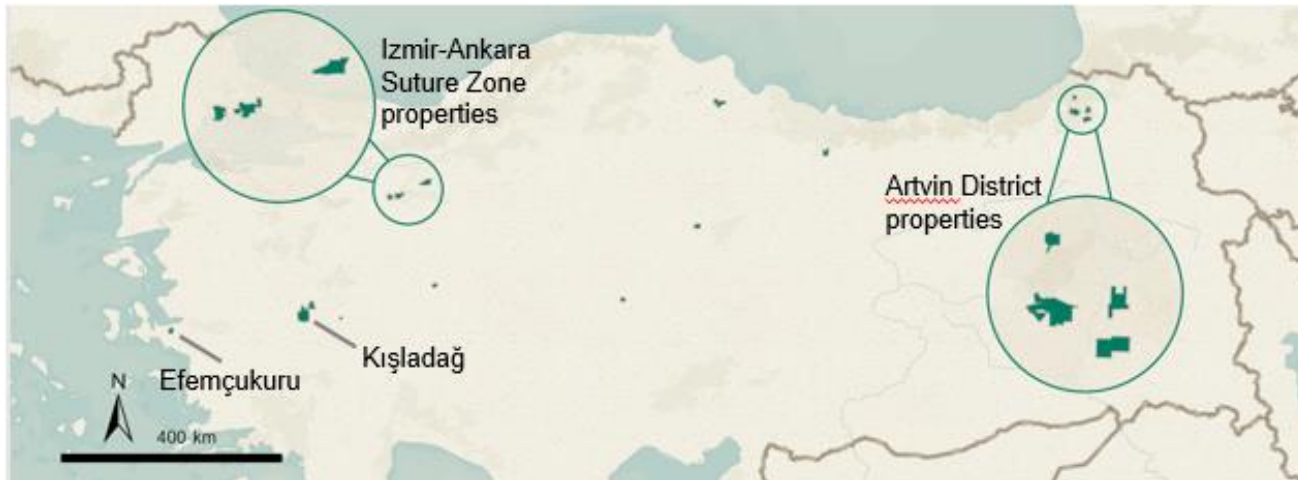 Izmir-Ankara
Suture Zone
properties
Artvin District
properties
Kışladağ
Efemçukuru
N
400 km